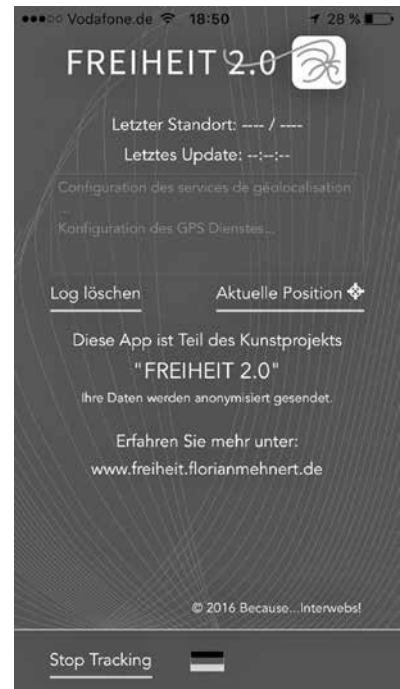 Vodafone.de 18:50 28 %
FREIHEIT 2.0
Letzter Standort: ---- / ----
Letztes Update: --:--:--
Configuration des services de géolocalisation
...
Konfiguration des GPS Dienstes...
Log löschen Aktuelle Position
Diese App ist Teil des Kunstprojekts
"FREIHEIT 2.0"
Ihre Daten werden anonymisiert gesendet.
Erfahren Sie mehr unter:
www.freiheit.florianmehnert.de
© 2016 Because...Interwebs!
Stop Tracking